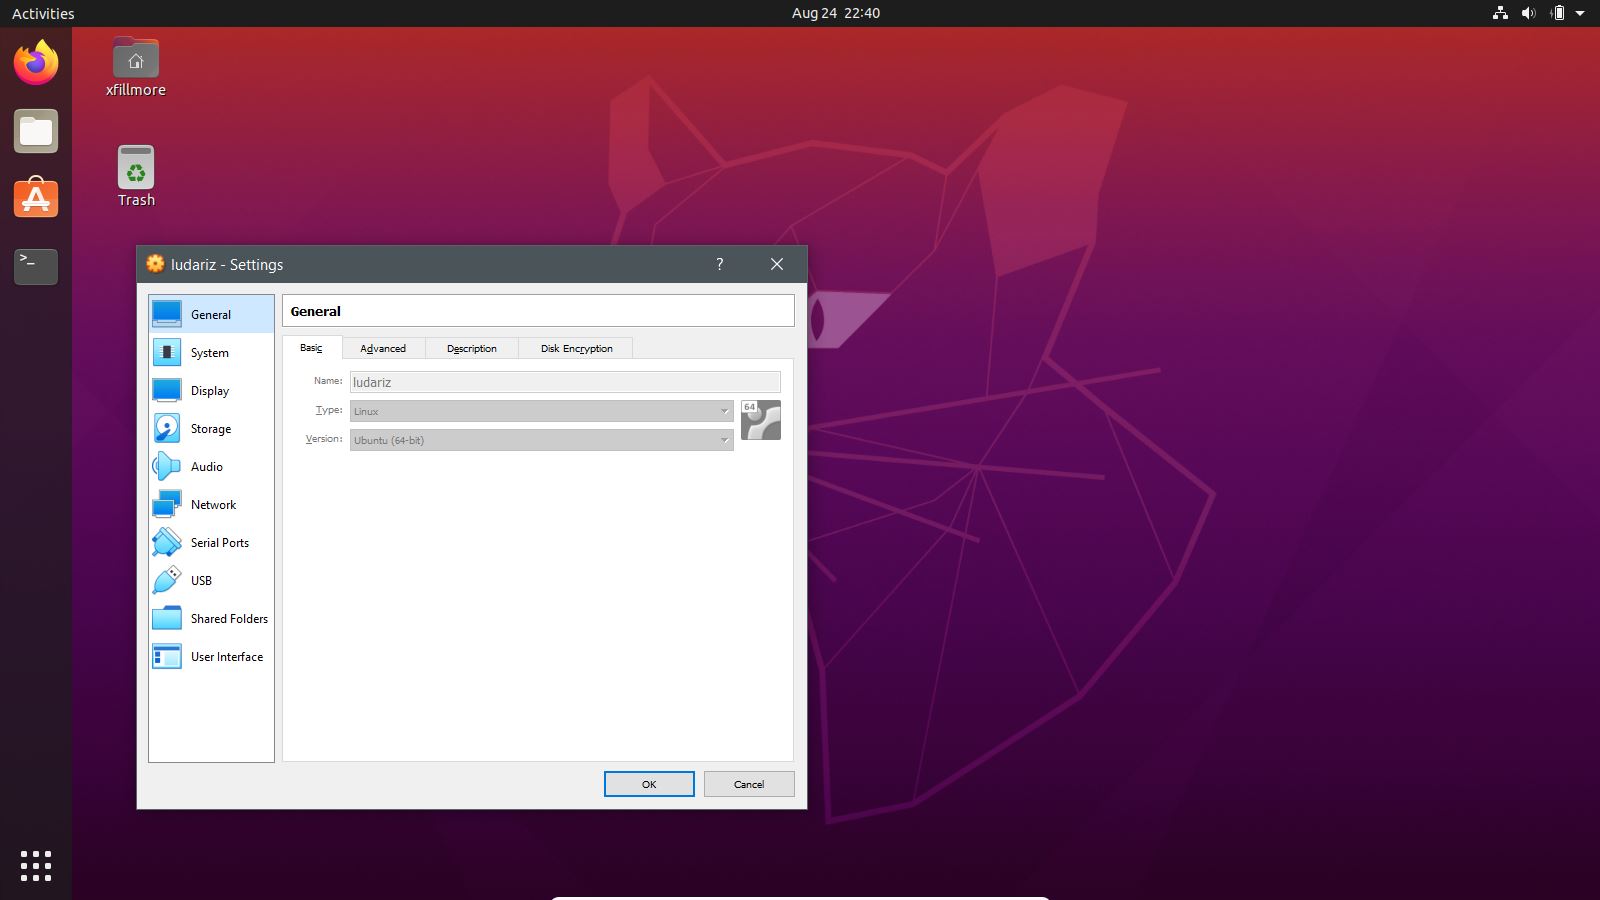 Activities
Aug 24 22:40
xfillmore
Trash
ludariz - Settings
?
General
System
Display
Storage
Audio
Network
Serial Ports
USB
Shared Folders
User Interface
General
Basic
Advanced
Description
Disk Encryption
Name: ludariz
Type: Linux
64
Version: Ubuntu (64-bit)
OK
Cancel